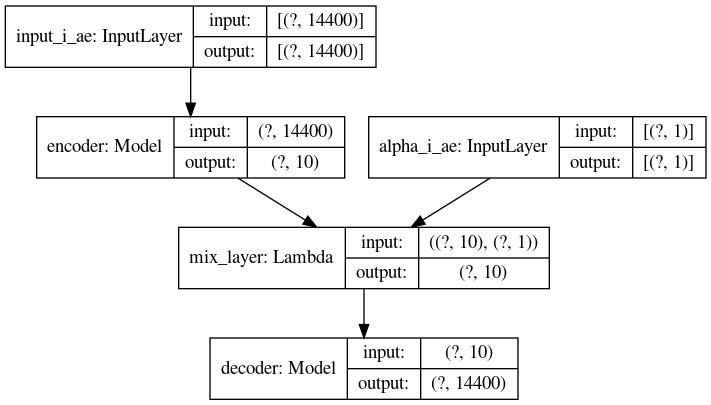 input_i_ae: InputLayer
input: [(?, 14400)]
output: [(?, 14400)]
encoder: Model
input: (?, 14400)
output: (?, 10)
alpha_i_ae: InputLayer
input: [(?, 1)]
output: [(?, 1)]
mix_layer: Lambda
input: ((?, 10), (?, 1))
output: (?, 10)
decoder: Model
input: (?, 10)
output: (?, 14400)